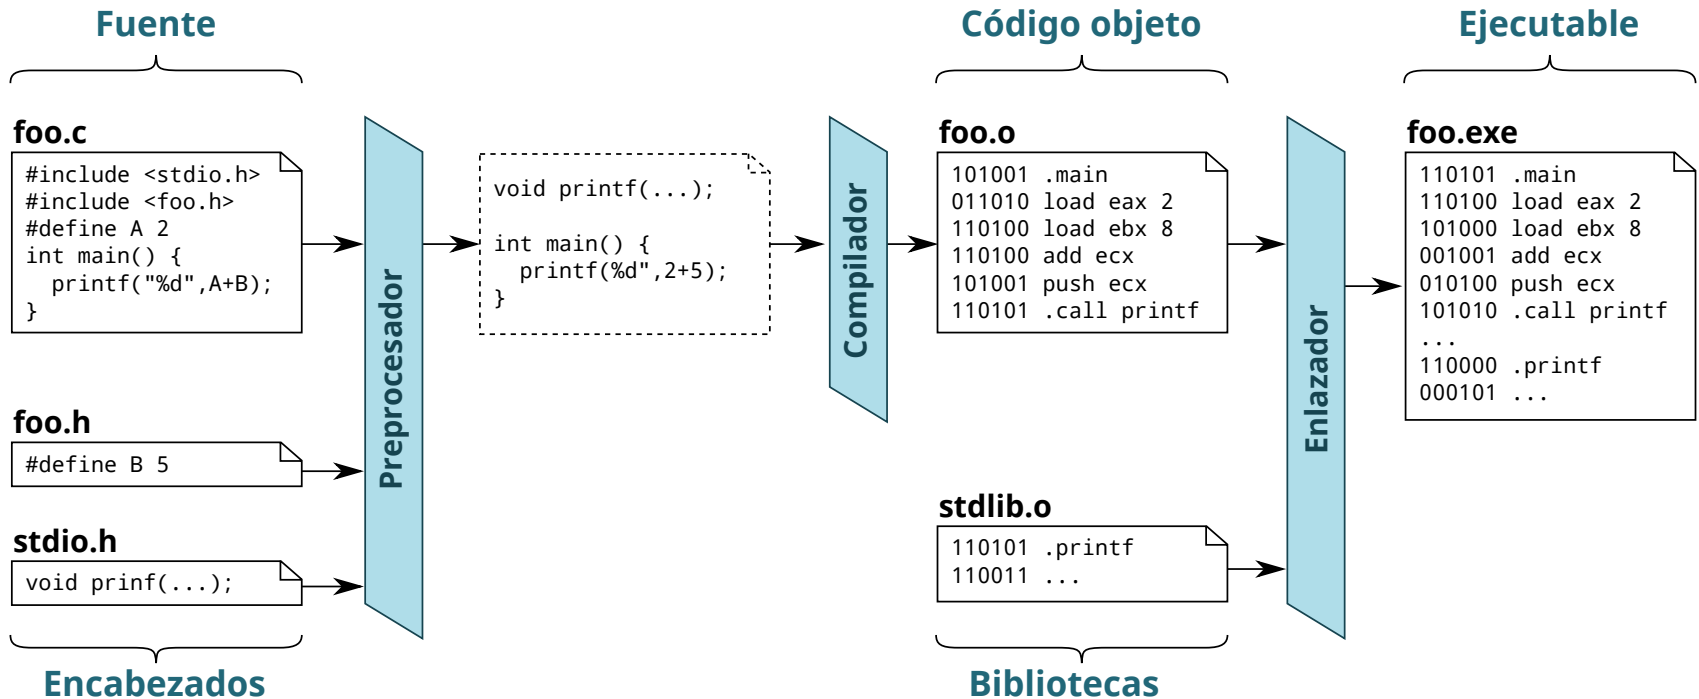 Fuente
Código objeto
Ejecutable
foo.c
#include <stdio.h>
#include <foo.h>
#define A 2
int main() {
  printf("%d",A+B);
}
foo.h
#define B 5
stdio.h
void prinf(...);
Encabezados
Preprocesador
void printf(...);
int main() {
  printf(%d",2+5);
}
Compilador
foo.o
101001 .main
011010 load eax 2
110100 load ebx 8
110100 add ecx
101001 push ecx
110101 .call printf
stdlib.o
110101 .printf
110011 ...
Bibliotecas
Enlazador
foo.exe
110101 .main
110100 load eax 2
101000 load ebx 8
001001 add ecx
010100 push ecx
101010 .call printf
...
110000 .printf
000101 ...